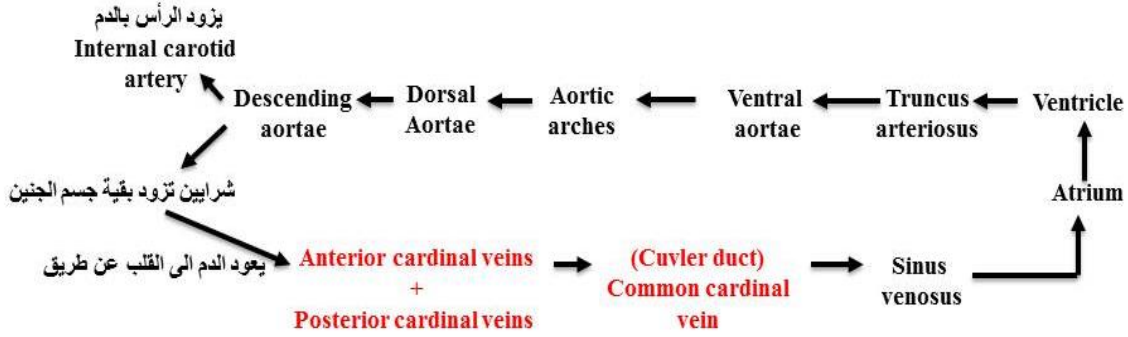 يزود الرأس بالدم
Internal carotid
artery
Descending
aortae
Dorsal
Aortae
Aortic
arches
Ventral
aortae
Truncus
arteriosus
Ventricle
شرايين تزود بقية جسم الجنين
Atrium
يعود الدم الى القلب عن طريق
Anterior cardinal veins
+
Posterior cardinal veins
(Cuvler duct)
Common cardinal
vein
Sinus
venosus